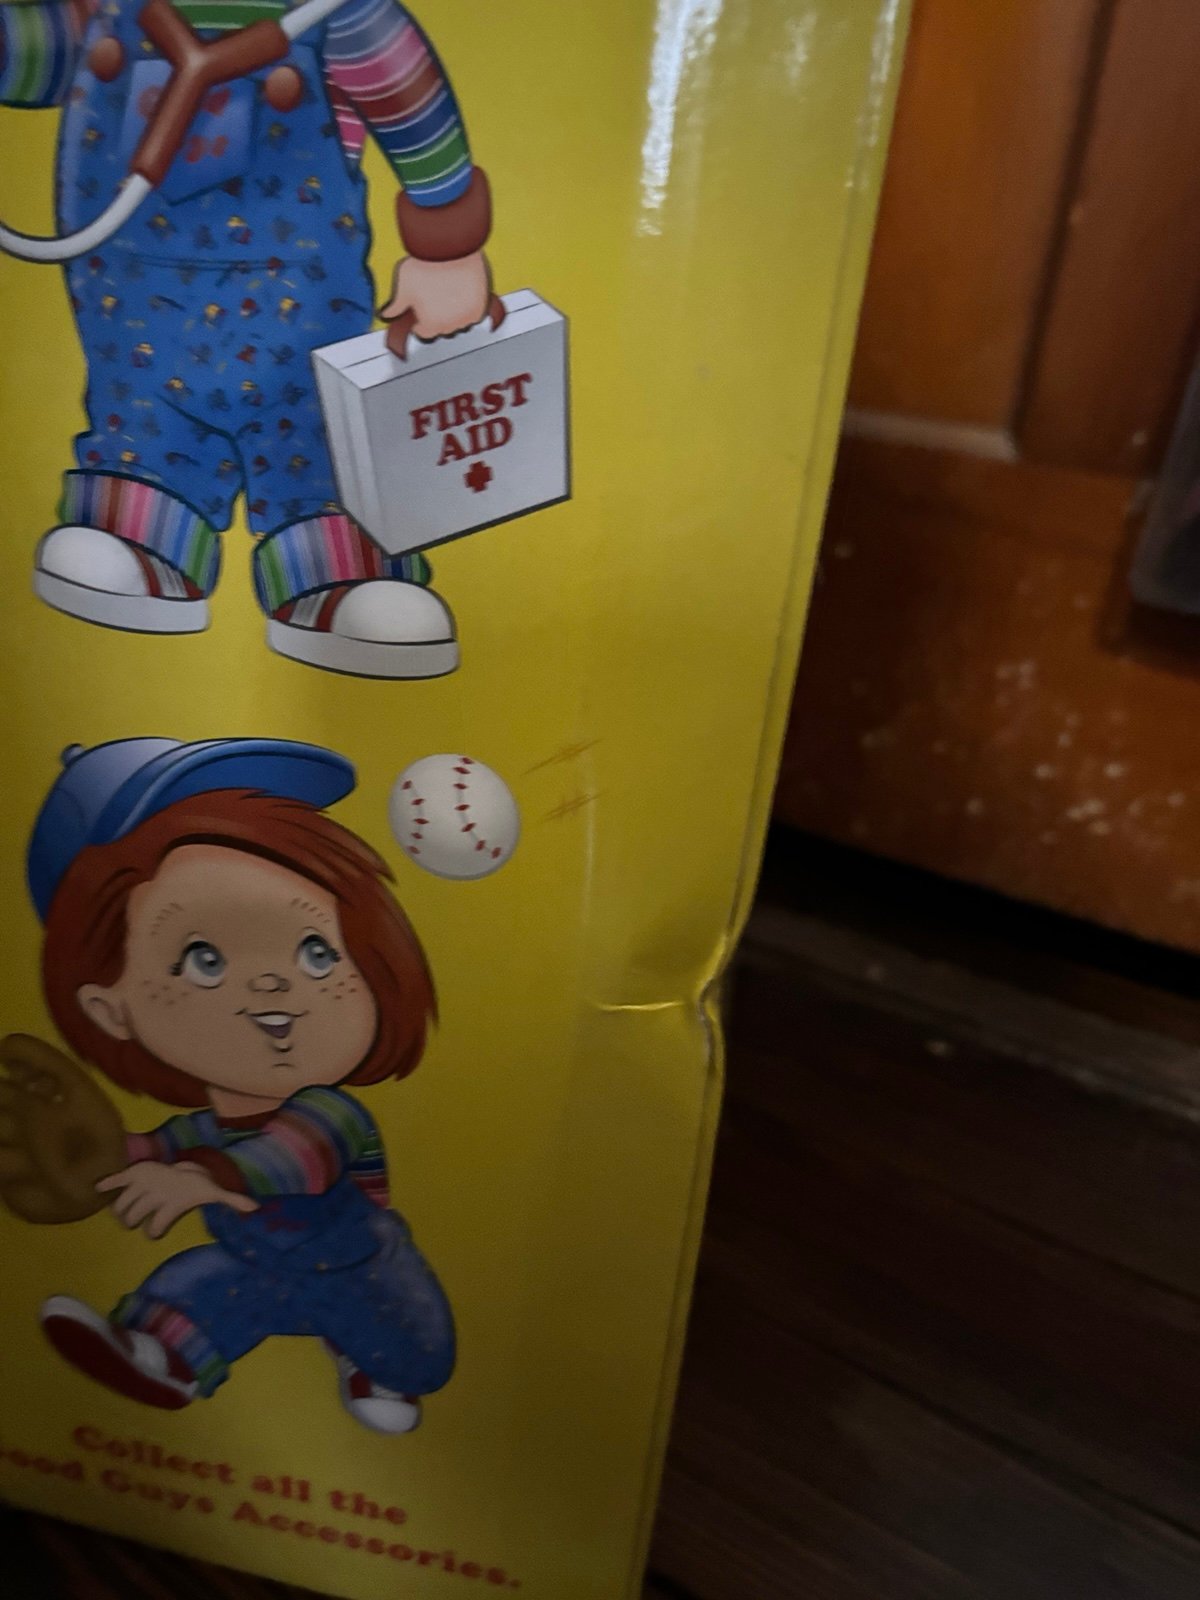 FIRST
AID
Collect all the
Good Guys Accessories.